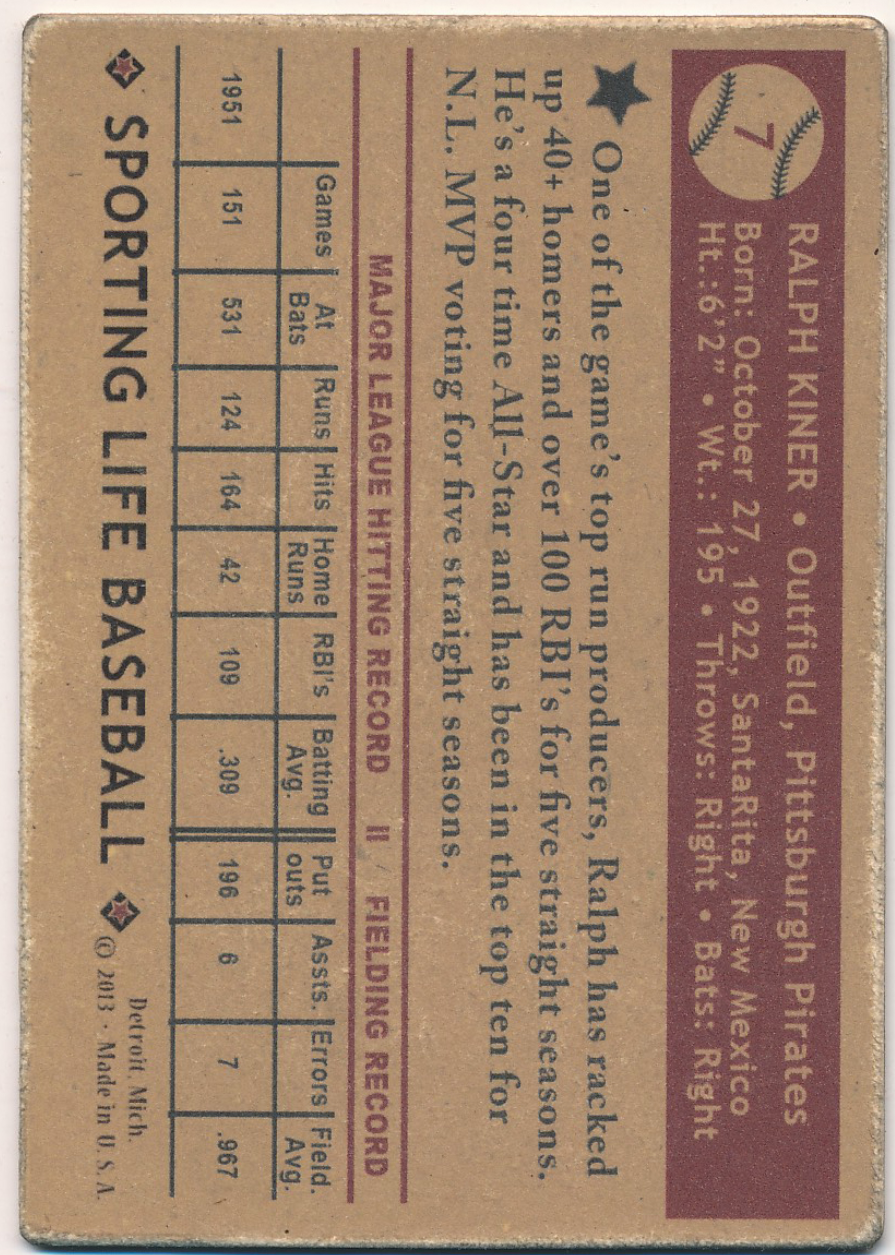 7
RALPH KINER • Outfield, Pittsburgh Pirates
Born: October 27, 1922, SantaRita, New Mexico
Ht.:6'2" • Wt.: 195 • Throws: Right • Bats: Right
One of the game's top run producers, Ralph has racked
up 40+ homers and over 100 RBI's for five straight seasons.
He's a four time All-Star and has been in the top ten for
N.L. MVP voting for five straight seasons.
MAJOR LEAGUE HITTING RECORD II FIELDING RECORD
Games At Bats Runs Hits Home Runs RBI's Batting Avg. Put outs Assts. Errors Field. Avg.
1951 151 531 124 164 42 109 .309 196 6 7 .967
SPORTING LIFE BASEBALL
Detroit, Mich.
© 2013 · Made in U.S.A.